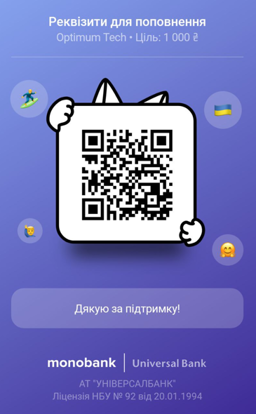 Реквізити для поповнення
Optimum Tech • Ціль: 1 000 ₴
Дякую за підтримку!
monobank | Universal Bank
АТ "УНІВЕРСАЛБАНК"
Ліцензія НБУ № 92 від 20.01.1994